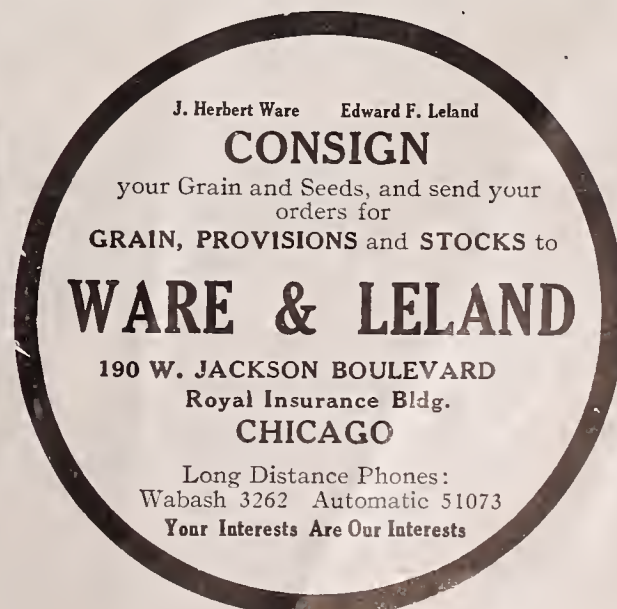 J. Herbert Ware Edward F. Leland
CONSIGN
your Grain and Seeds, and send your
orders for
GRAIN, PROVISIONS and STOCKS to
WARE & LELAND
190 W. JACKSON BOULEVARD
Royal Insurance Bldg.
CHICAGO
Long Distance Phones:
Wabash 3262 Automatic 51073
Your Interests Are Our Interests